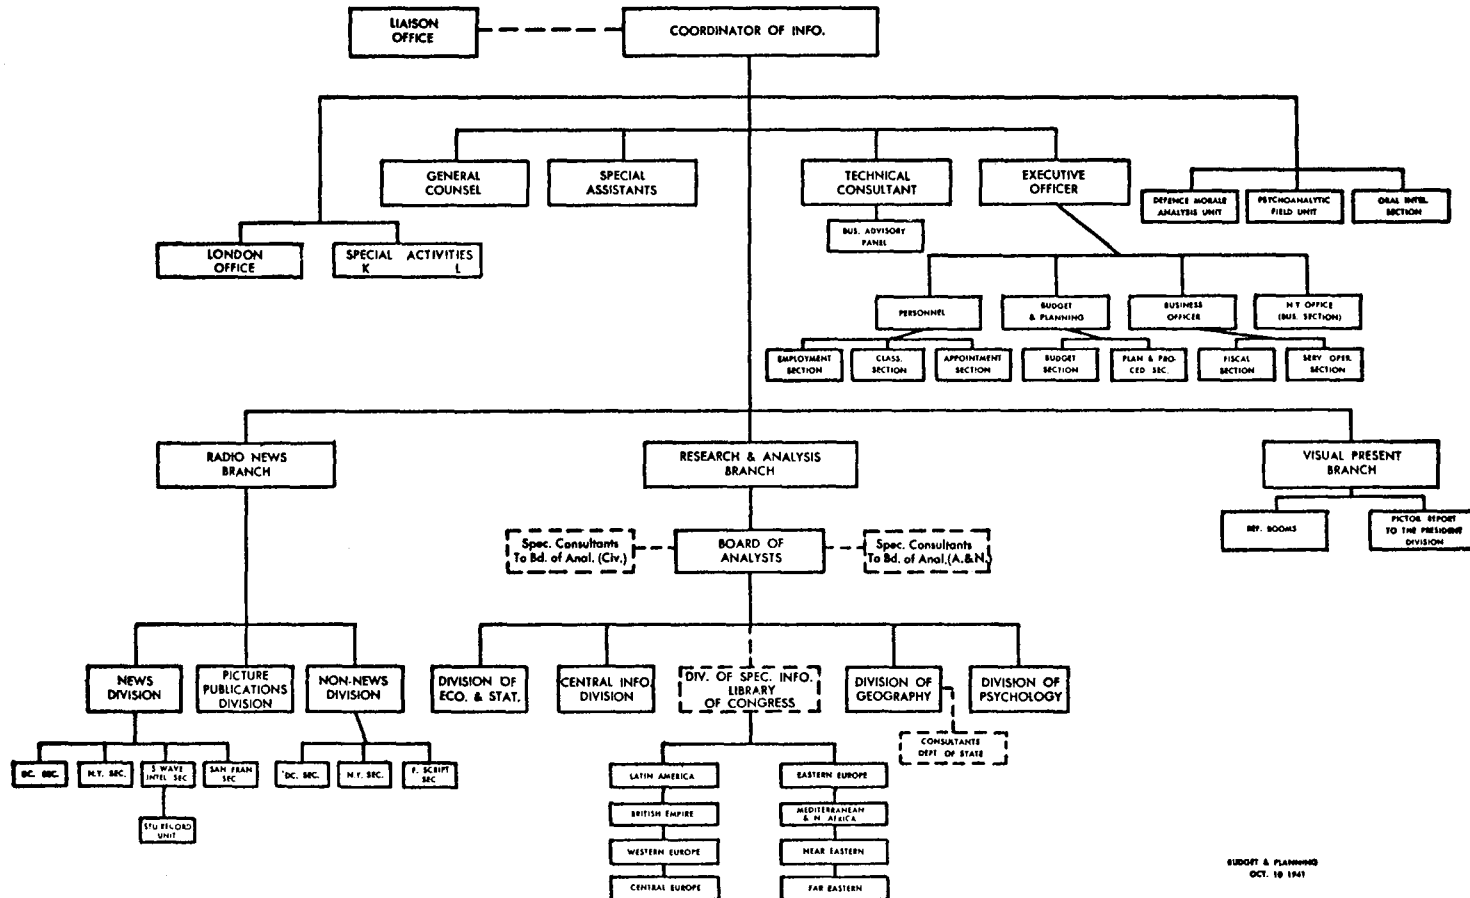 LIAISON
OFFICE
COORDINATOR OF INFO.
GENERAL
COUNSEL
SPECIAL
ASSISTANTS
TECHNICAL
CONSULTANT
EXECUTIVE
OFFICER
DEFENCE MORALE
ANALYSIS UNIT
PSYCHOANALYTIC
FIELD UNIT
ORAL INTEL.
SECTION
BUS. ADVISORY
PANEL
LONDON
OFFICE
SPECIAL ACTIVITIES
K L
PERSONNEL
BUDGET
& PLANNING
BUSINESS
OFFICER
N.Y OFFICE
(BUS. SECTION)
EMPLOYMENT
SECTION
CLASS.
SECTION
APPOINTMENT
SECTION
BUDGET
SECTION
PLAN & PRO-
CED SEC.
FISCAL
SECTION
SERV. OPER.
SECTION
RADIO NEWS
BRANCH
RESEARCH & ANALYSIS
BRANCH
VISUAL PRESENT
BRANCH
REF. ROOMS
PICTOR REPORT
TO THE PRESIDENT
DIVISION
Spec. Consultants
To Bd. of Anal. (Civ.)
BOARD OF
ANALYSTS
Spec. Consultants
To Bd. of Anal. (A.&N.)
NEWS
DIVISION
PICTURE
PUBLICATIONS
DIVISION
NON-NEWS
DIVISION
DIVISION OF
ECO. & STAT.
CENTRAL INFO.
DIVISION
DIV. OF SPEC. INFO.
LIBRARY
OF CONGRESS
DIVISION OF
GEOGRAPHY
DIVISION OF
PSYCHOLOGY
CONSULTANTS
DEPT OF STATE
DC. SEC.
N.Y. SEC.
S WAVE
INTEL SEC
SAN FRAN
SEC
DC. SEC.
N.Y. SEC.
F. SCRIPT
SEC
RECORD
UNIT
LATIN AMERICA
EASTERN EUROPE
BRITISH EMPIRE
MEDITERRANEAN
& N. AFRICA
WESTERN EUROPE
NEAR EASTERN
CENTRAL EUROPE
FAR EASTERN
BUDGET & PLANNING
OCT. 10 1941